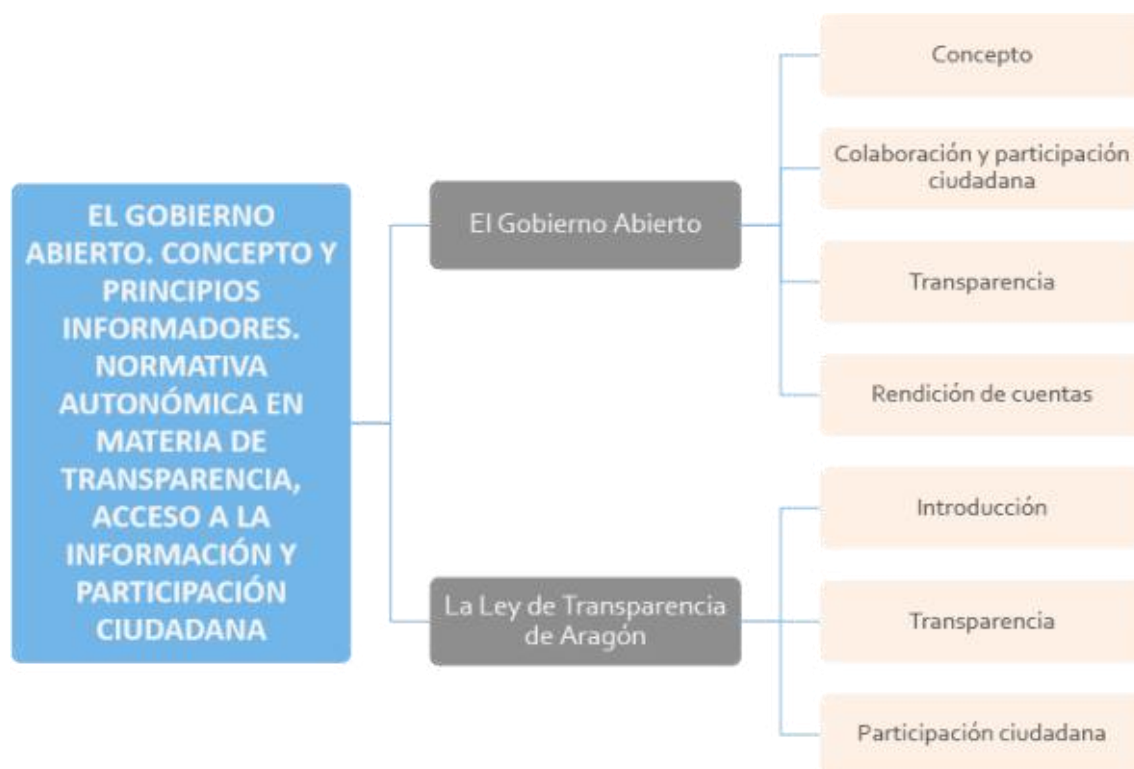 EL GOBIERNO
ABIERTO. CONCEPTO Y
PRINCIPIOS
INFORMADORES.
NORMATIVA
AUTONÓMICA EN
MATERIA DE
TRANSPARENCIA,
ACCESO A LA
INFORMACIÓN Y
PARTICIPACIÓN
CIUDADANA
El Gobierno Abierto
Concepto
Colaboración y participación
ciudadana
Transparencia
Rendición de cuentas
La Ley de Transparencia
de Aragón
Introducción
Transparencia
Participación ciudadana